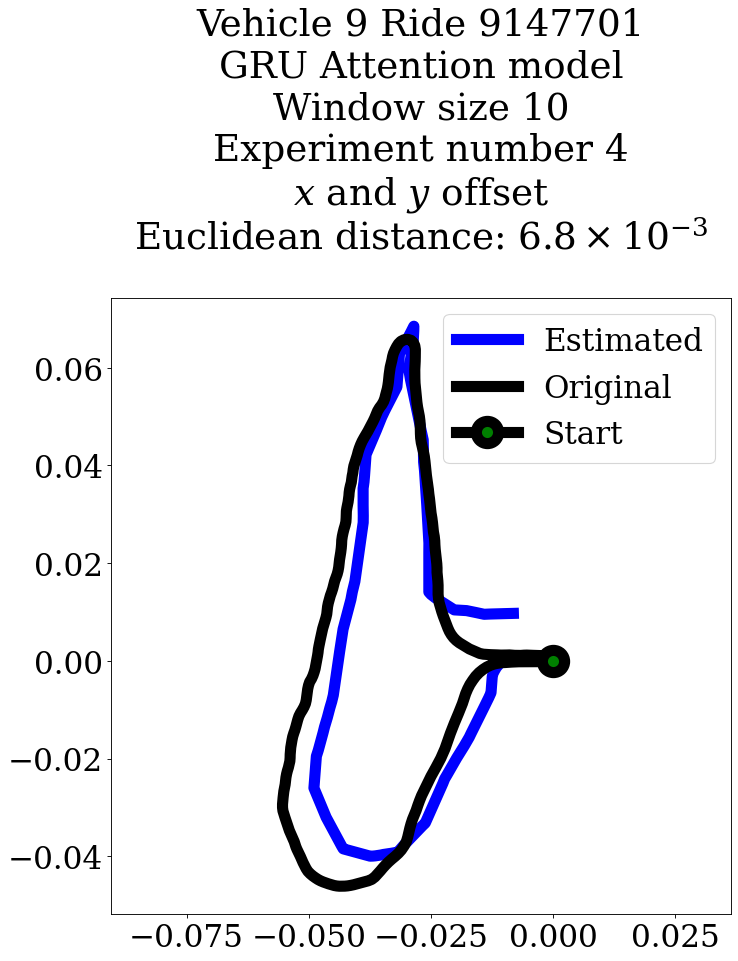 Vehicle 9 Ride 9147701
GRU Attention model
Window size 10
Experiment number 4
x and y offset
Euclidean distance: 6.8 × 10⁻³
Estimated
Original
Start
0.06
0.04
0.02
0.00
−0.02
−0.04
−0.075 −0.050 −0.025 0.000 0.025